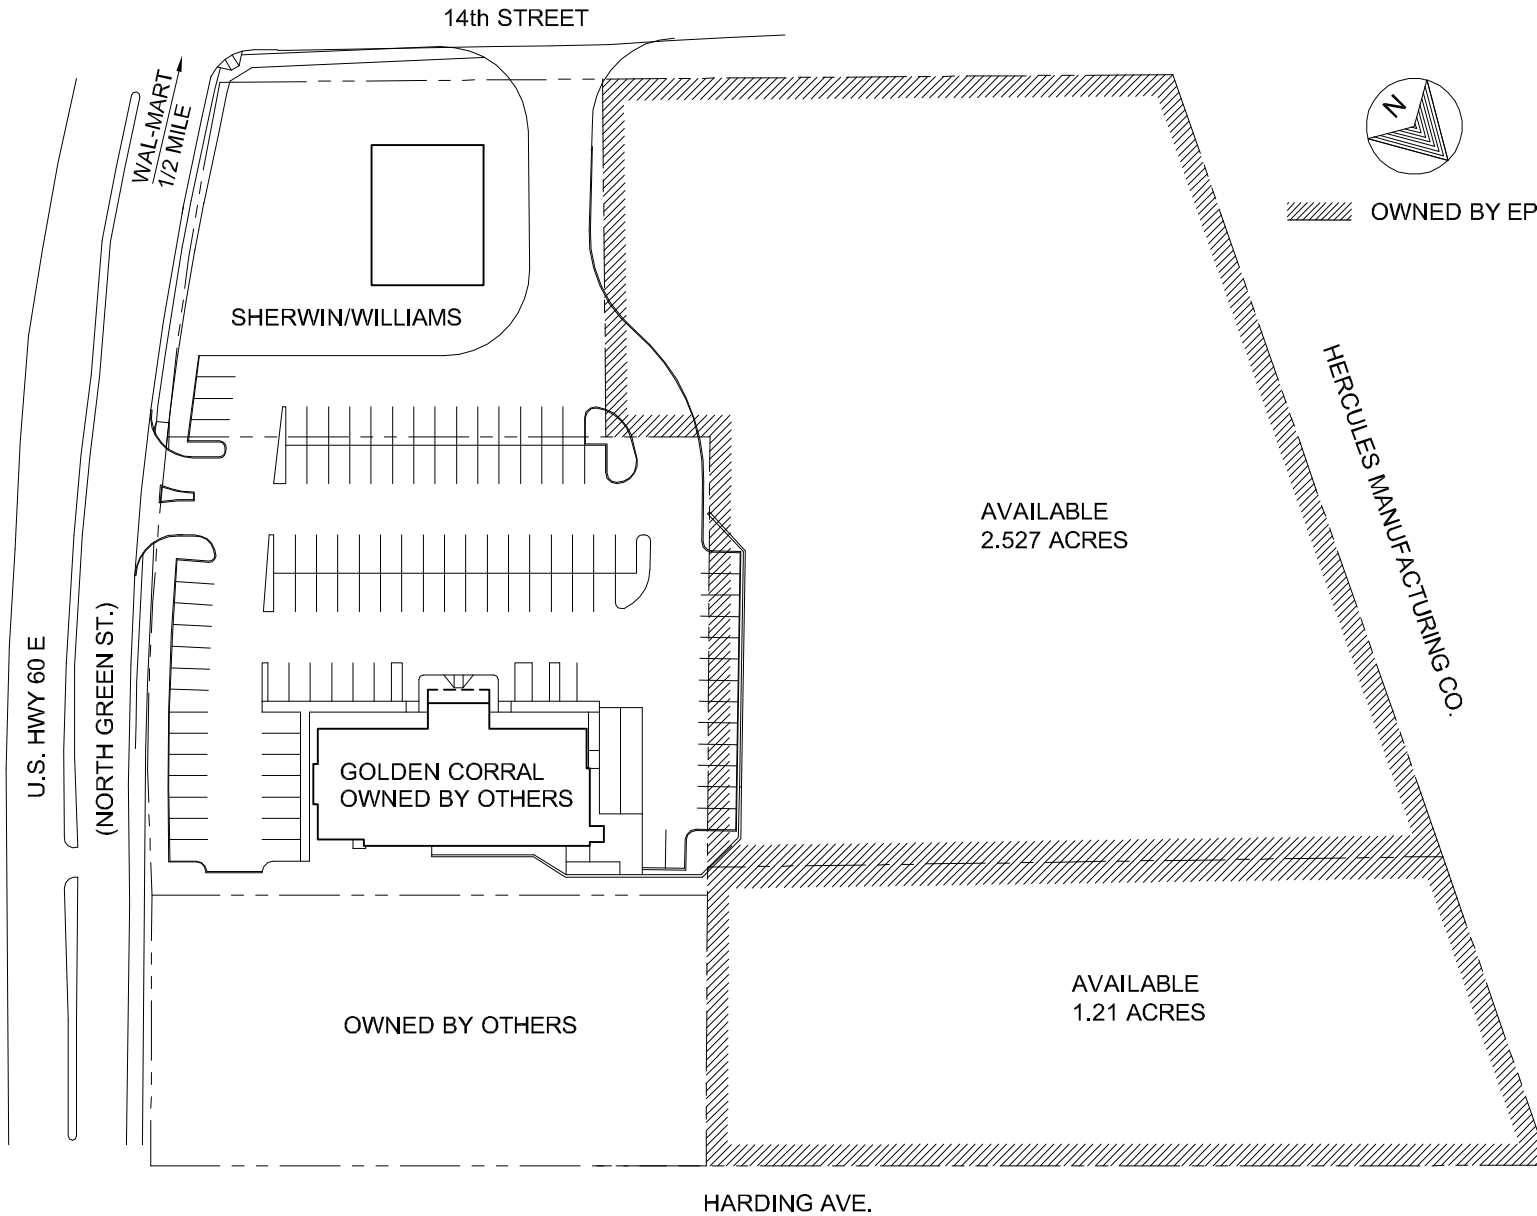 14th STREET
WAL-MART
1/2 MILE
N
OWNED BY EP
SHERWIN/WILLIAMS
HERCULES MANUFACTURING CO.
AVAILABLE
2.527 ACRES
U.S. HWY 60 E
(NORTH GREEN ST.)
GOLDEN CORRAL
OWNED BY OTHERS
AVAILABLE
1.21 ACRES
OWNED BY OTHERS
HARDING AVE.